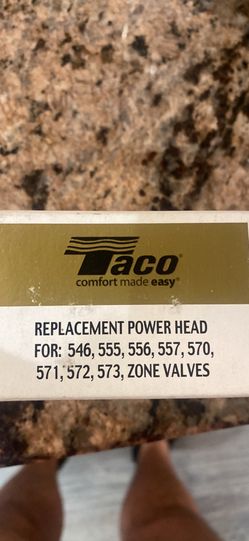 Taco®
comfort made easy®
REPLACEMENT POWER HEAD
FOR: 546, 555, 556, 557, 570,
571, 572, 573, ZONE VALVES